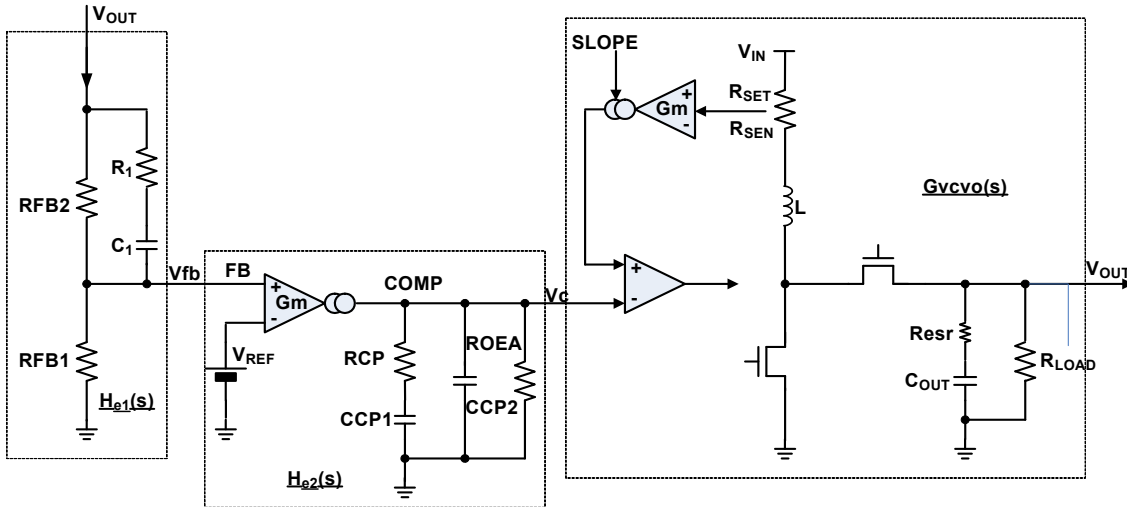 VOUT
R1
RFB2
C1
Vfb
RFB1
He1(s)
FB
+
Gm
-
VREF
COMP
ROEA
RCP
CCP1
CCP2
He2(s)
Vc
SLOPE
+
Gm
-
VIN
RSET
RSEN
L
+
-
Gvcvo(s)
VOUT
Resr
COUT
RLOAD